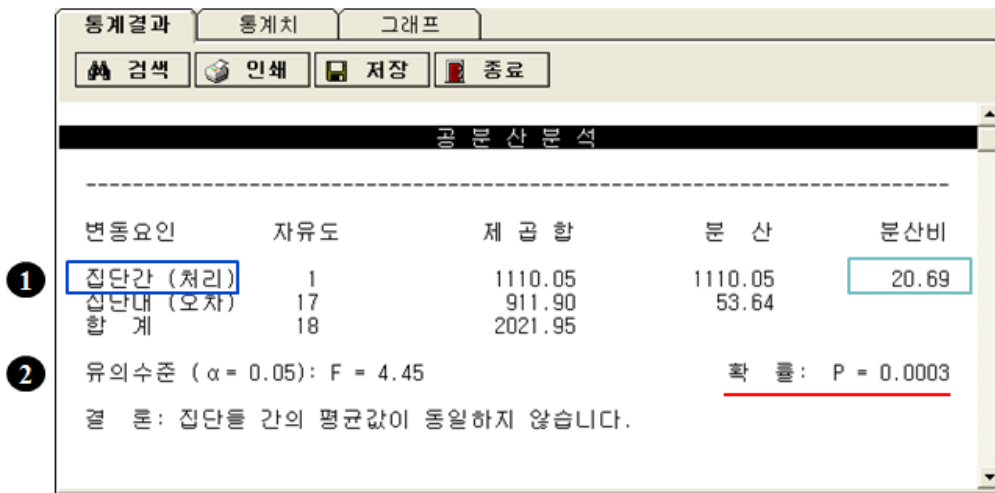 통계결과 통계치 그래프
검색 인쇄 저장 종료
공 분 산 분 석
변동요인 자유도 제 곱 합 분 산 분산비
1 집단간 (처리) 1 1110.05 1110.05 20.69
집단내 (오차) 17 911.90 53.64
합 계 18 2021.95
2 유의수준 (α= 0.05): F = 4.45 확 률: P = 0.0003
결 론: 집단들 간의 평균값이 동일하지 않습니다.